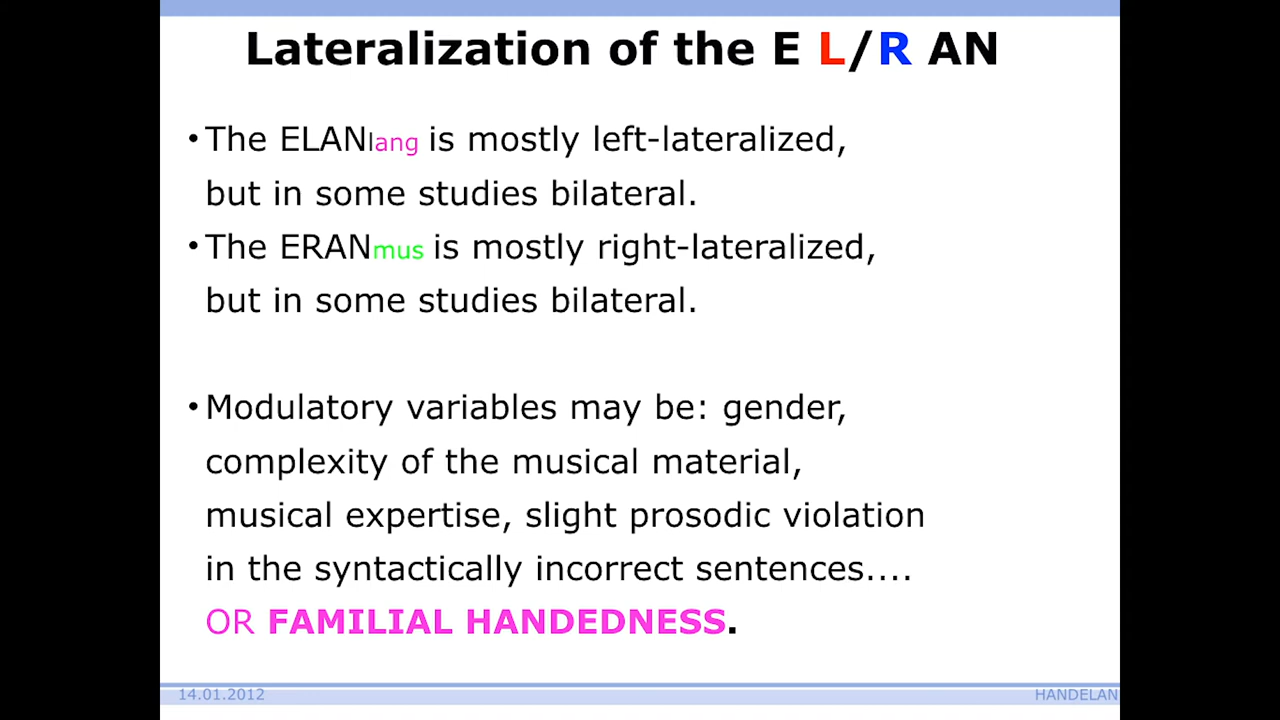 Lateralization of the E L/R AN
•The ELANlang is mostly left-lateralized,
but in some studies bilateral.
•The ERANmus is mostly right-lateralized,
but in some studies bilateral.
•Modulatory variables may be: gender,
complexity of the musical material,
musical expertise, slight prosodic violation
in the syntactically incorrect sentences....
OR FAMILIAL HANDEDNESS.
14.01.2012
HANDELAN